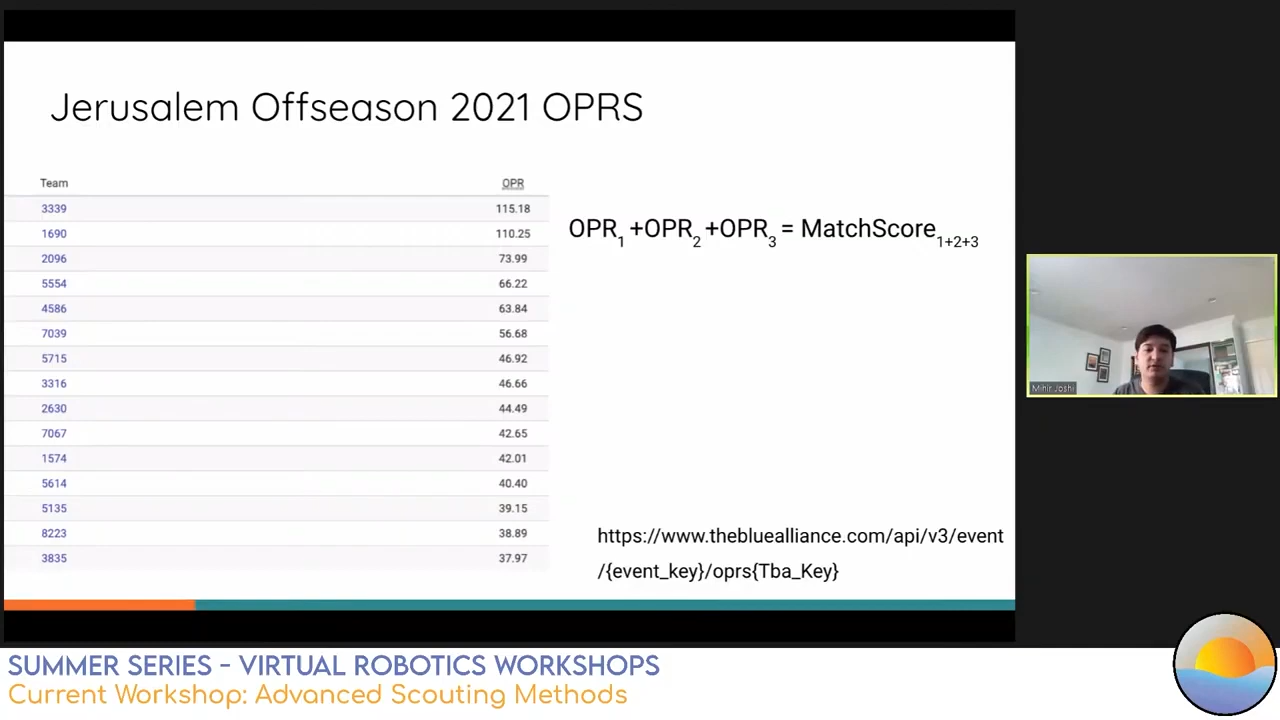 Jerusalem Offseason 2021 OPRS
Team OPR
3339 115.18
1690 110.25
2096 73.99
5554 66.22
4586 63.84
7039 56.68
5715 46.92
3316 46.66
2630 44.49
7067 42.65
1574 42.01
5614 40.40
5135 39.15
8223 38.89
3835 37.97
OPR1 +OPR2 +OPR3 = MatchScore1+2+3
https://www.thebluealliance.com/api/v3/event
/{event_key}/oprs{Tba_Key}
Mihir Joshi
SUMMER SERIES - VIRTUAL ROBOTICS WORKSHOPS
Current Workshop: Advanced Scouting Methods